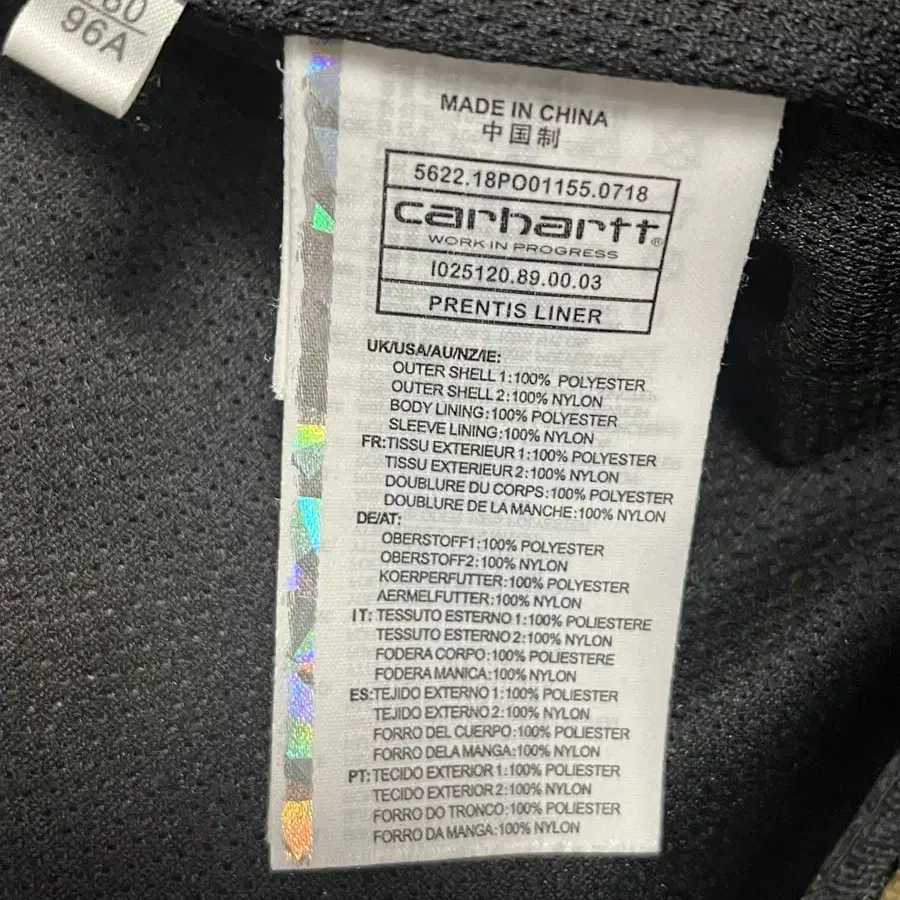 96A
MADE IN CHINA
中国制
5622.18PO01155.0718
carhartt®
WORK IN PROGRESS
I025120.89.00.03
PRENTIS LINER
UK/USA/AU/NZ/IE:
OUTER SHELL 1:100% POLYESTER
OUTER SHELL 2:100% NYLON
BODY LINING:100% POLYESTER
SLEEVE LINING:100% NYLON
FR:TISSU EXTERIEUR 1:100% POLYESTER
TISSU EXTERIEUR 2:100% NYLON
DOUBLURE DU CORPS:100% POLYESTER
DOUBLURE DE LA MANCHE:100% NYLON
DE/AT:
OBERSTOFF1:100% POLYESTER
OBERSTOFF2:100% NYLON
KOERPERFUTTER:100% POLYESTER
AERMELFUTTER:100% NYLON
IT: TESSUTO ESTERNO 1:100% POLIESTERE
TESSUTO ESTERNO 2:100% NYLON
FODERA CORPO:100% POLIESTERE
FODERA MANICA:100% NYLON
ES:TEJIDO EXTERNO 1:100% POLIESTER
TEJIDO EXTERNO 2:100% NYLON
FORRO DEL CUERPO:100% POLIESTER
FORRO DELA MANGA:100% NYLON
PT:TECIDO EXTERIOR 1:100% POLIESTER
TECIDO EXTERIOR 2:100% NYLON
FORRO DO TRONCO:100% POLIESTER
FORRO DA MANGA:100% NYLON